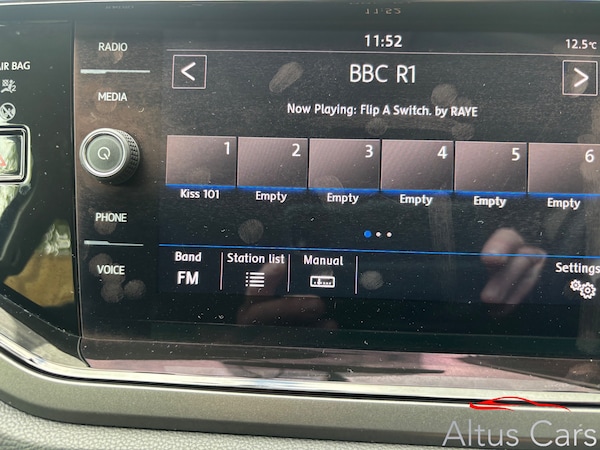 11:52
RADIO
11:52
12.5°C
AIR BAG
<
BBC R1
>
MEDIA
Now Playing: Flip A Switch. by RAYE
1 2 3 4 5 6
Kiss 101 Empty Empty Empty Empty Empty
PHONE
Band Station list Manual Settings
FM
VOICE
Altus Cars